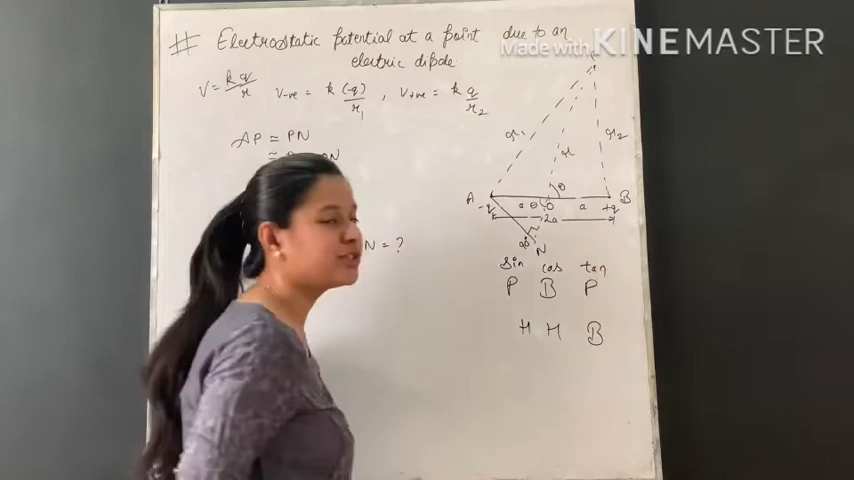 # Electrostatic potential at a point due to an
electric dipole
Made with KINEMASTER
V = kq/r V-ve = k(-q)/r1 , V+ve = kq/r2
AP ≅ PN
≅
N = ?
r1 r r2
θ
A a θ O a B
-q 2a +q
90° N
Sin cos tan
P B P
H H B